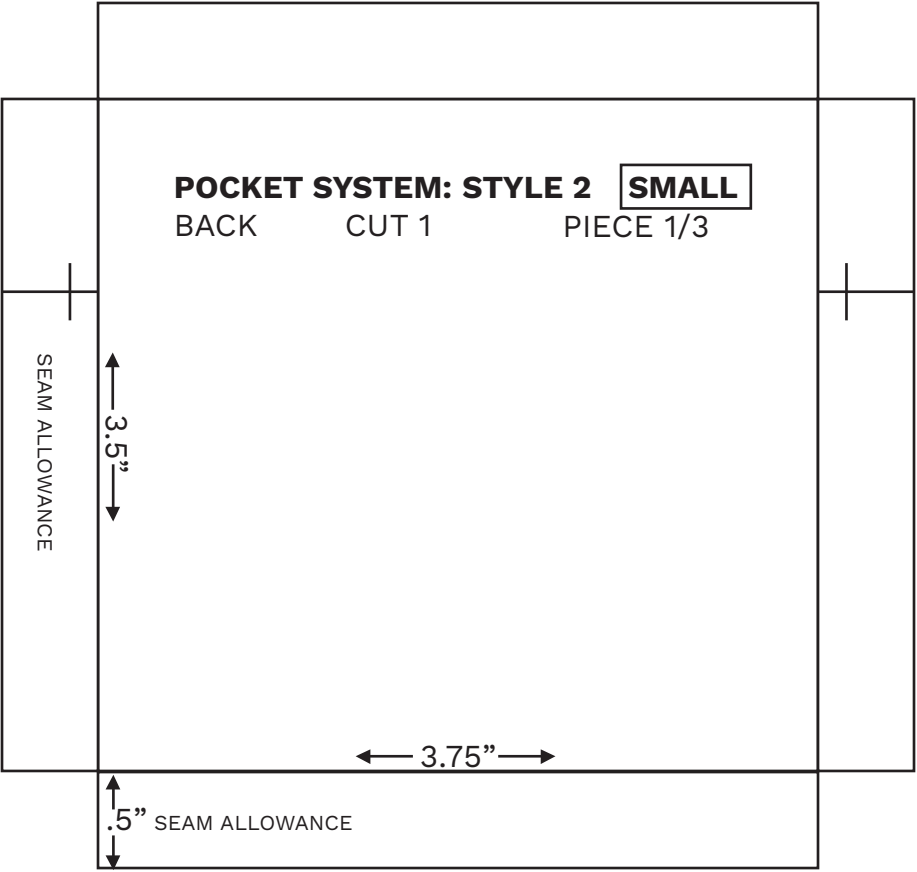 POCKET SYSTEM: STYLE 2 SMALL
BACK CUT 1 PIECE 1/3
SEAM ALLOWANCE
3.5”
3.75”
.5” SEAM ALLOWANCE